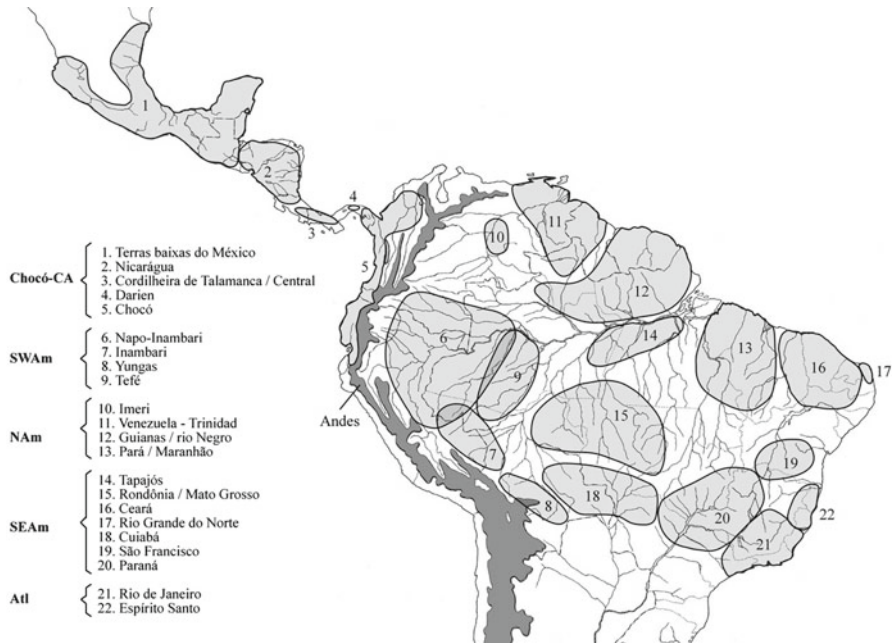 1
2
3
4
5
6
7
8
9
10
11
12
13
14
15
16
17
18
19
20
21
22
Andes
Chocó-CA
1. Terras baixas do México
2. Nicarágua
3. Cordilheira de Talamanca / Central
4. Darien
5. Chocó
SWAm
6. Napo-Inambari
7. Inambari
8. Yungas
9. Tefé
NAm
10. Imeri
11. Venezuela - Trinidad
12. Guianas / rio Negro
13. Pará / Maranhão
SEAm
14. Tapajós
15. Rondônia / Mato Grosso
16. Ceará
17. Rio Grande do Norte
18. Cuiabá
19. São Francisco
20. Paraná
Atl
21. Rio de Janeiro
22. Espírito Santo